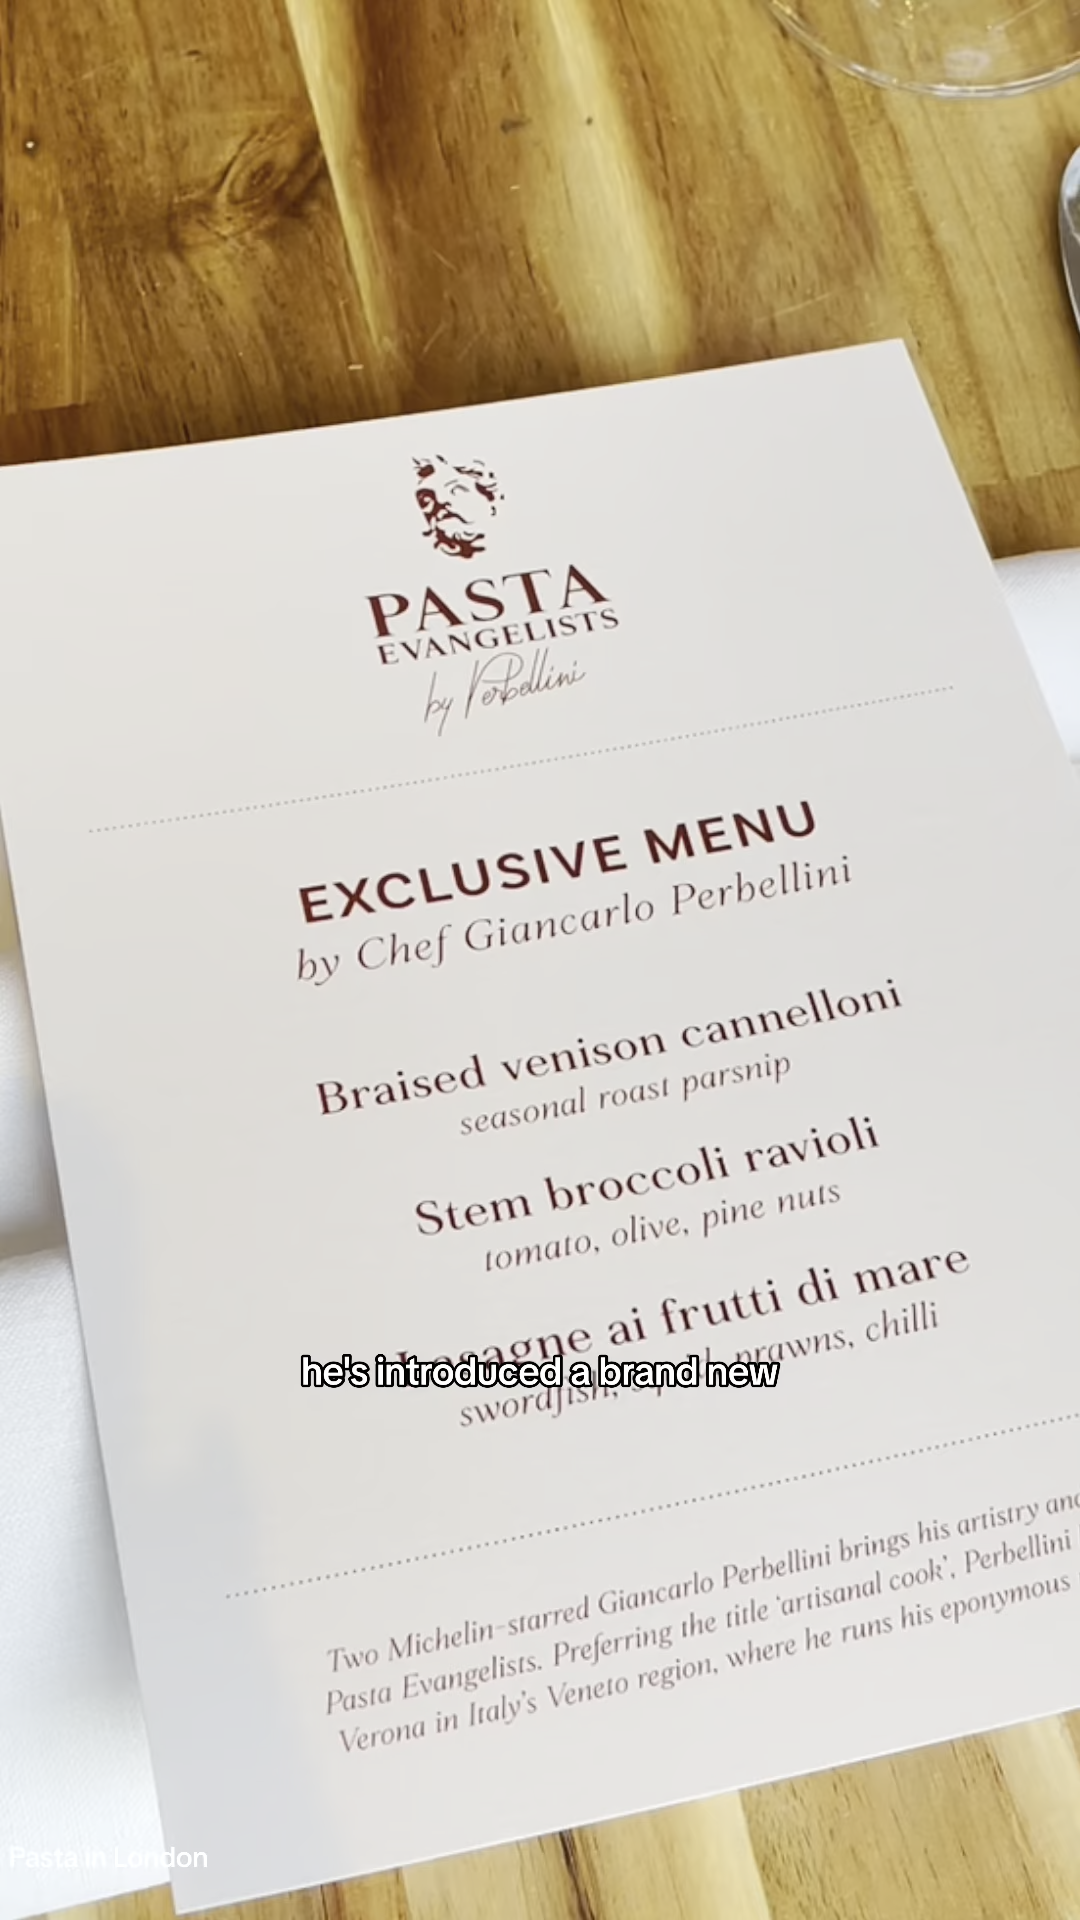 PASTA
EVANGELISTS
by Perbellini
EXCLUSIVE MENU
by Chef Giancarlo Perbellini
Braised venison cannelloni
seasonal roast parsnip
Stem broccoli ravioli
tomato, olive, pine nuts
Lasagne ai frutti di mare
he's introduced a brand new
swordfish, squid, prawns, chilli
Two Michelin-starred Giancarlo Perbellini brings his artistry and
Pasta Evangelists. Preferring the title 'artisanal cook', Perbellini
Verona in Italy's Veneto region, where he runs his eponymous
Pasta in London